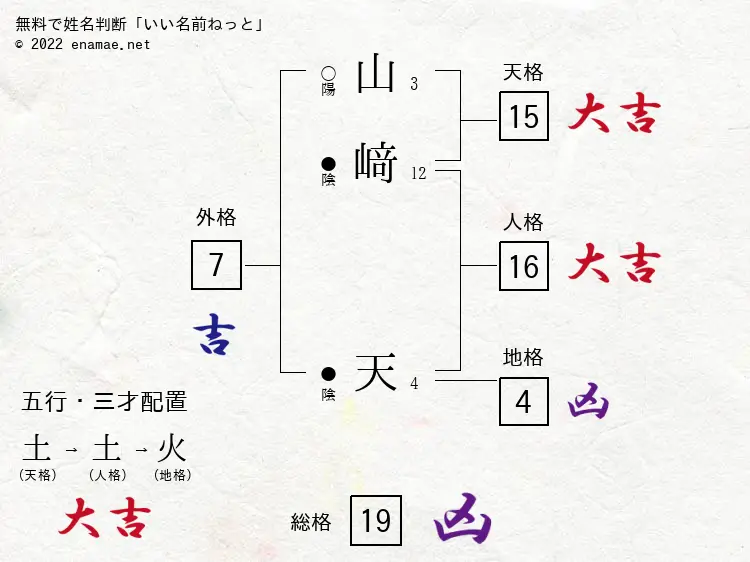 無料で姓名判断「いい名前ねっと」
© 2022 enamae.net
○
陽
山 3
●
陰
﨑 12
●
陰
天 4
天格
15 大吉
人格
16 大吉
地格
4 凶
外格
7
吉
五行・三才配置
土→土→火
(天格) (人格) (地格)
大吉
総格 19 凶